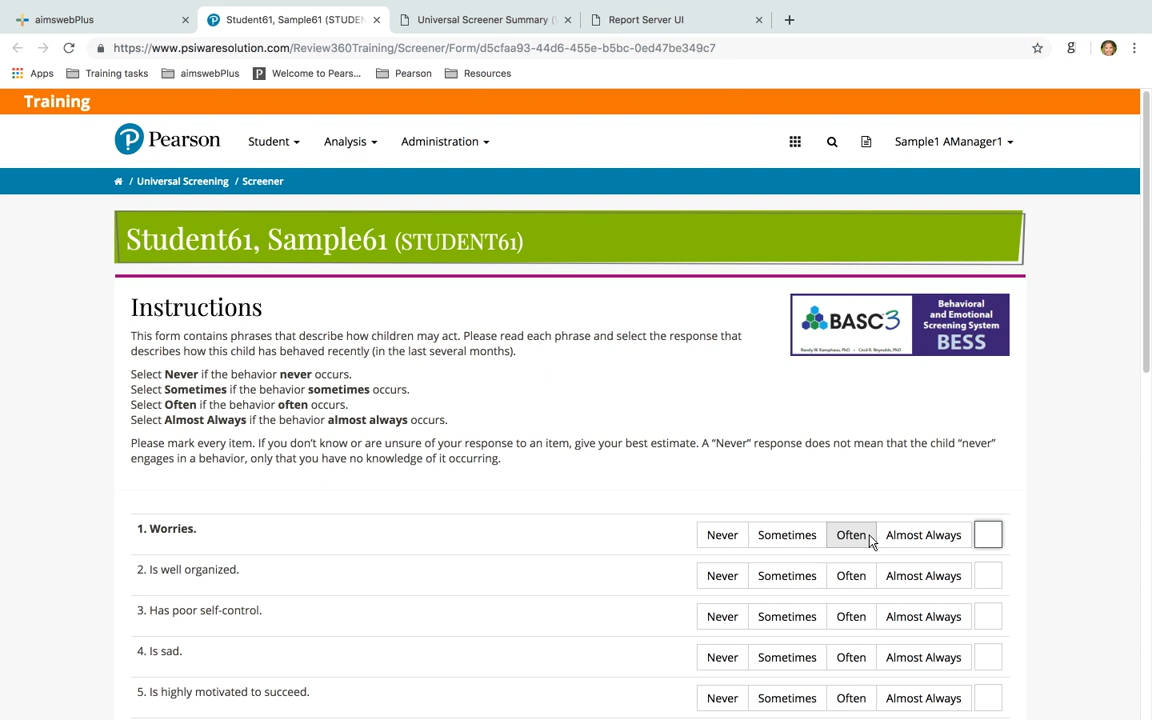 aimswebPlus
Student61, Sample61 (STUDEN
Universal Screener Summary (
Report Server UI
https://www.psiwaresolution.com/Review360Training/Screener/Form/d5cfaa93-44d6-455e-b5bc-0ed47be349c7
Apps Training tasks aimswebPlus Welcome to Pears... Pearson Resources
Training
Pearson Student Analysis Administration Sample1 AManager1
/ Universal Screening / Screener
Student61, Sample61 (STUDENT61)
Instructions
This form contains phrases that describe how children may act. Please read each phrase and select the response that
describes how this child has behaved recently (in the last several months).
Select Never if the behavior never occurs.
Select Sometimes if the behavior sometimes occurs.
Select Often if the behavior often occurs.
Select Almost Always if the behavior almost always occurs.
Please mark every item. If you don’t know or are unsure of your response to an item, give your best estimate. A “Never” response does not mean that the child “never”
engages in a behavior, only that you have no knowledge of it occurring.
BASC3
Behavioral
and Emotional
Screening System
BESS
1. Worries. Never Sometimes Often Almost Always
2. Is well organized. Never Sometimes Often Almost Always
3. Has poor self-control. Never Sometimes Often Almost Always
4. Is sad. Never Sometimes Often Almost Always
5. Is highly motivated to succeed. Never Sometimes Often Almost Always